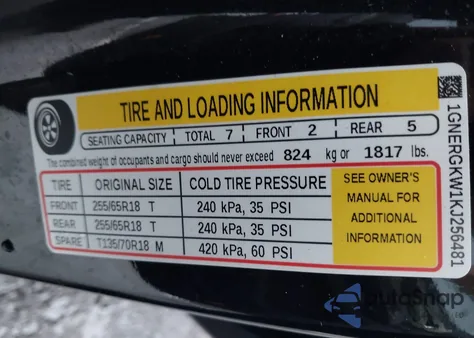 TIRE AND LOADING INFORMATION
SEATING CAPACITY TOTAL 7 FRONT 2 REAR 5
The combined weight of occupants and cargo should never exceed 824 kg or 1817 lbs.
TIRE ORIGINAL SIZE COLD TIRE PRESSURE
FRONT 255/65R18 T 240 kPa, 35 PSI
REAR 255/65R18 T 240 kPa, 35 PSI
SPARE T135/70R18 M 420 kPa, 60 PSI
SEE OWNER'S
MANUAL FOR
ADDITIONAL
INFORMATION
1GNERGKW1KJ256481
AutoSnap